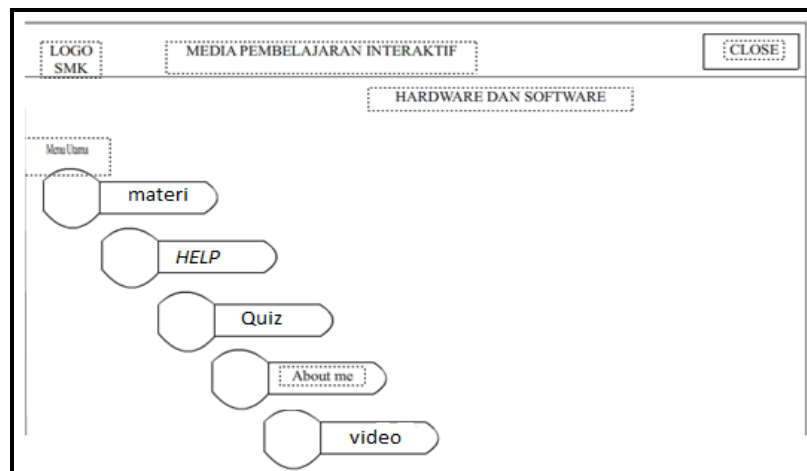 LOGO
SMK
MEDIA PEMBELAJARAN INTERAKTIF
CLOSE
HARDWARE DAN SOFTWARE
Menu Utama
materi
HELP
Quiz
About me
video